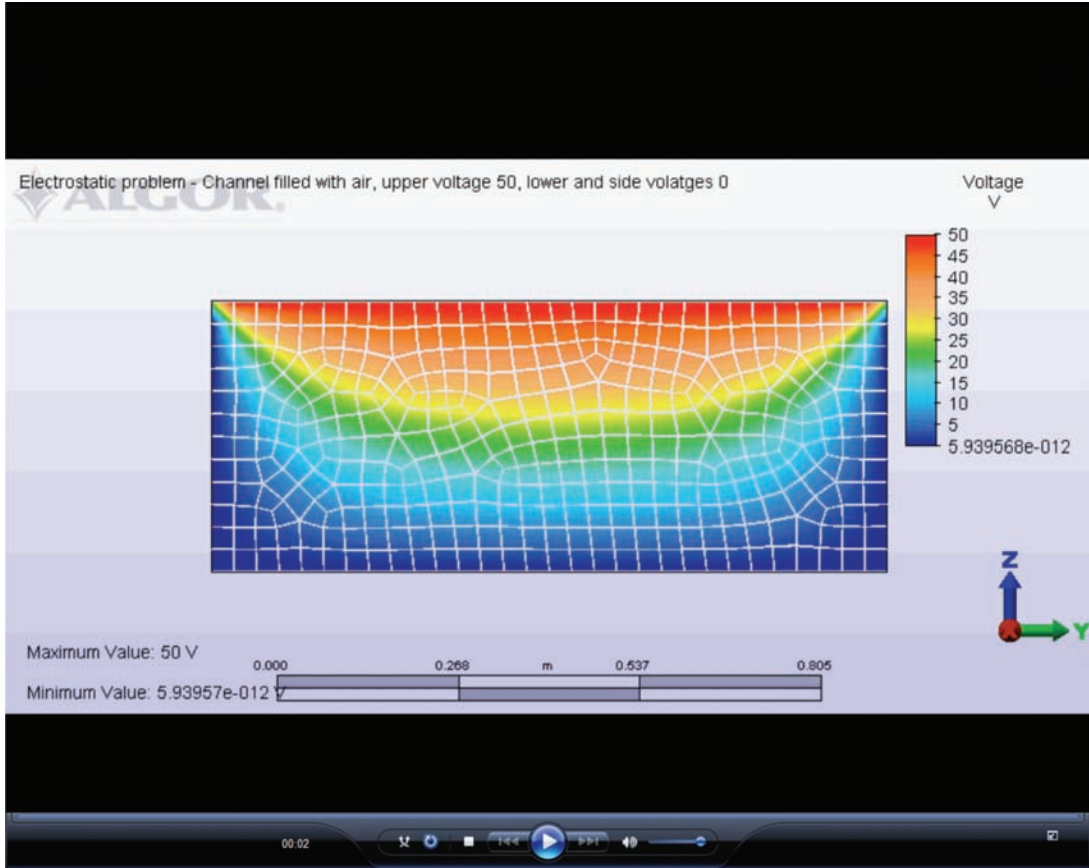 ALGOR®
Electrostatic problem - Channel filled with air, upper voltage 50, lower and side volatges 0
Voltage
V
50
45
40
35
30
25
20
15
10
5
5.939568e-012
Z
X
Y
Maximum Value: 50 V
0.000 0.268 m 0.537 0.805
Minimum Value: 5.93957e-012 V
00:02